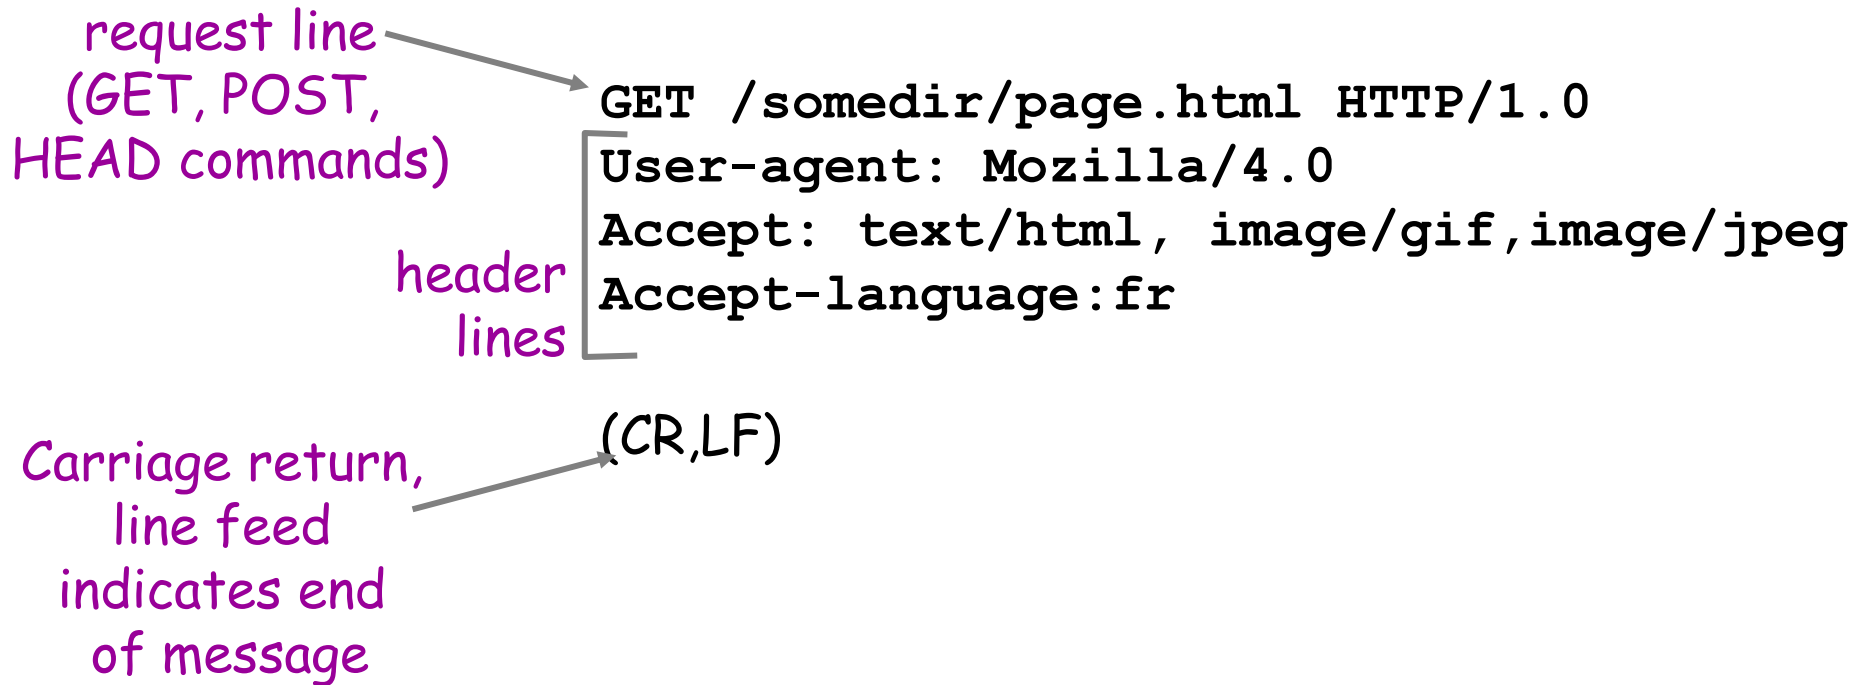 request line
(GET, POST,
HEAD commands)
GET /somedir/page.html HTTP/1.0
User-agent: Mozilla/4.0
Accept: text/html, image/gif,image/jpeg
Accept-language:fr
header
lines
(CR,LF)
Carriage return,
line feed
indicates end
of message